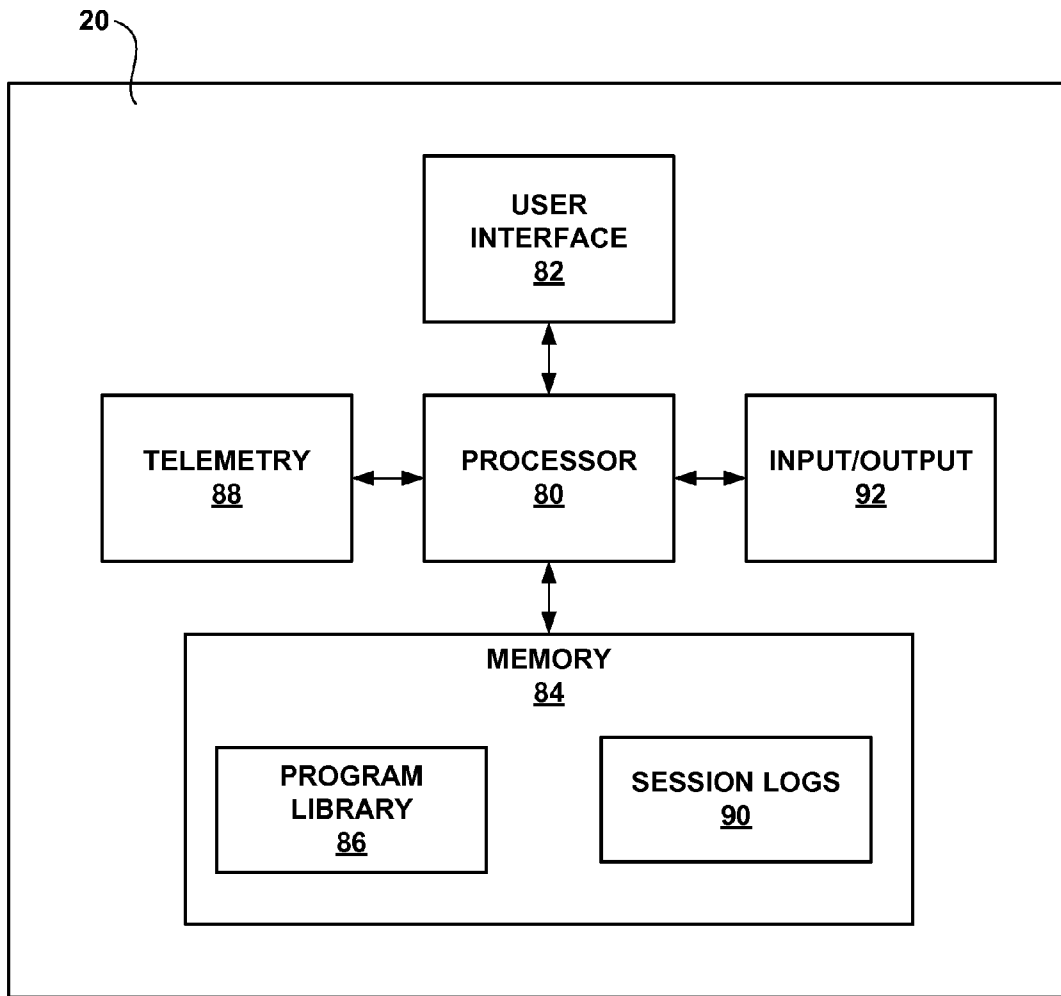 20
USER
INTERFACE
82
TELEMETRY
88
PROCESSOR
80
INPUT/OUTPUT
92
MEMORY
84
PROGRAM
LIBRARY
86
SESSION LOGS
90